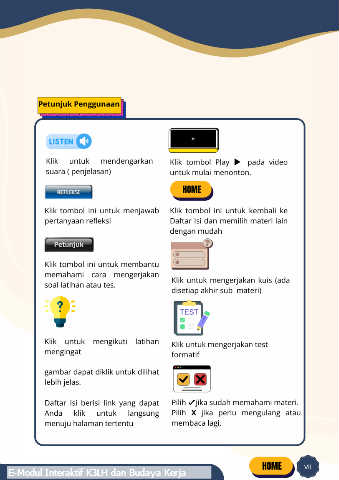 Petunjuk Penggunaan
LISTEN
Klik untuk mendengarkan
suara ( penjelasan)
REFLEKSI
Klik tombol ini untuk menjawab
pertanyaan refleksi
Petunjuk
Klik tombol ini untuk membantu
memahami cara mengerjakan
soal latihan atau tes.
Klik untuk mengikuti latihan
mengingat
gambar dapat diklik untuk dilihat
lebih jelas.
Daftar Isi berisi link yang dapat
Anda klik untuk langsung
menuju halaman tertentu
Klik tombol Play ▶ pada video
untuk mulai menonton.
HOME
Klik tombol ini untuk kembali ke
Daftar Isi dan memilih materi lain
dengan mudah
Klik untuk mengerjakan kuis (ada
disetiap akhir sub materi)
TEST
Klik untuk mengerjakan test
formatif
Pilih ✔jika sudah memahami materi.
Pilih X jika perlu mengulang atau
membaca lagi.
E-Modul Interaktif K3LH dan Budaya Kerja
HOME
VII